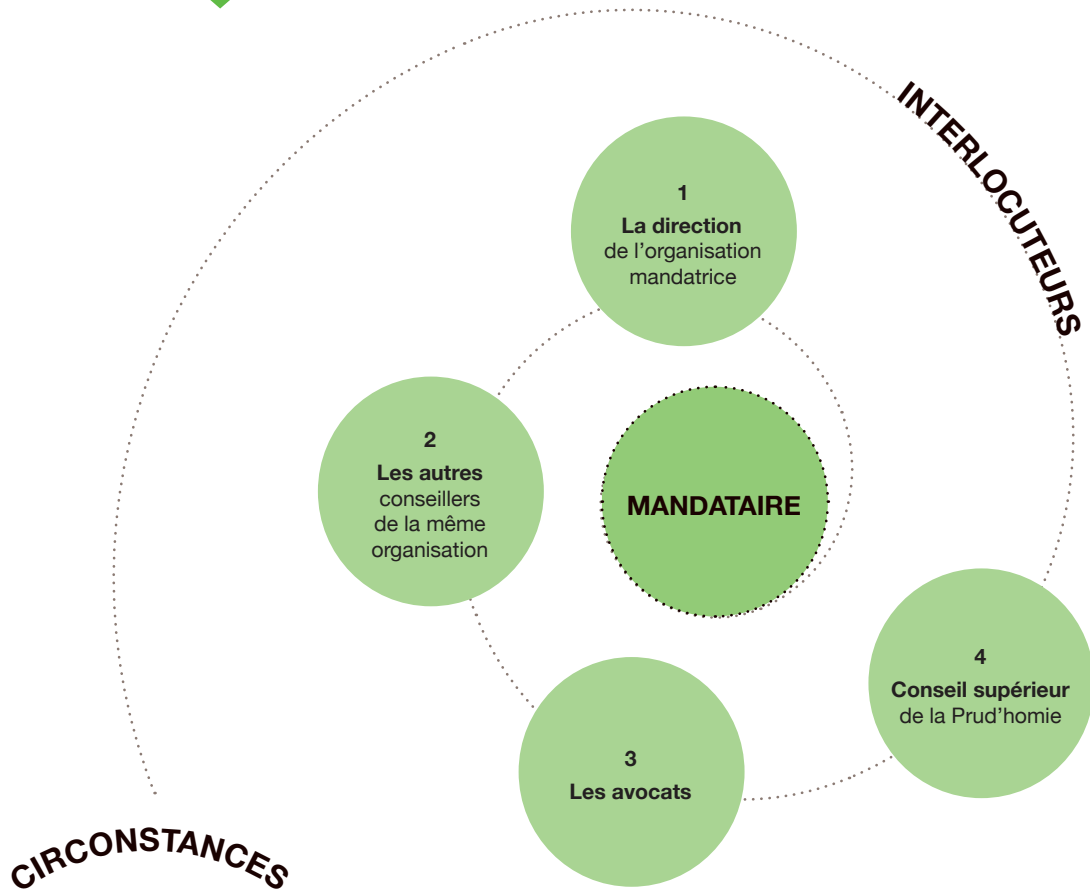 INTERLOCUTEURS
1
La direction
de l’organisation
mandatrice
2
Les autres
conseillers
de la même
organisation
MANDATAIRE
4
Conseil supérieur
de la Prud’homie
3
Les avocats
CIRCONSTANCES